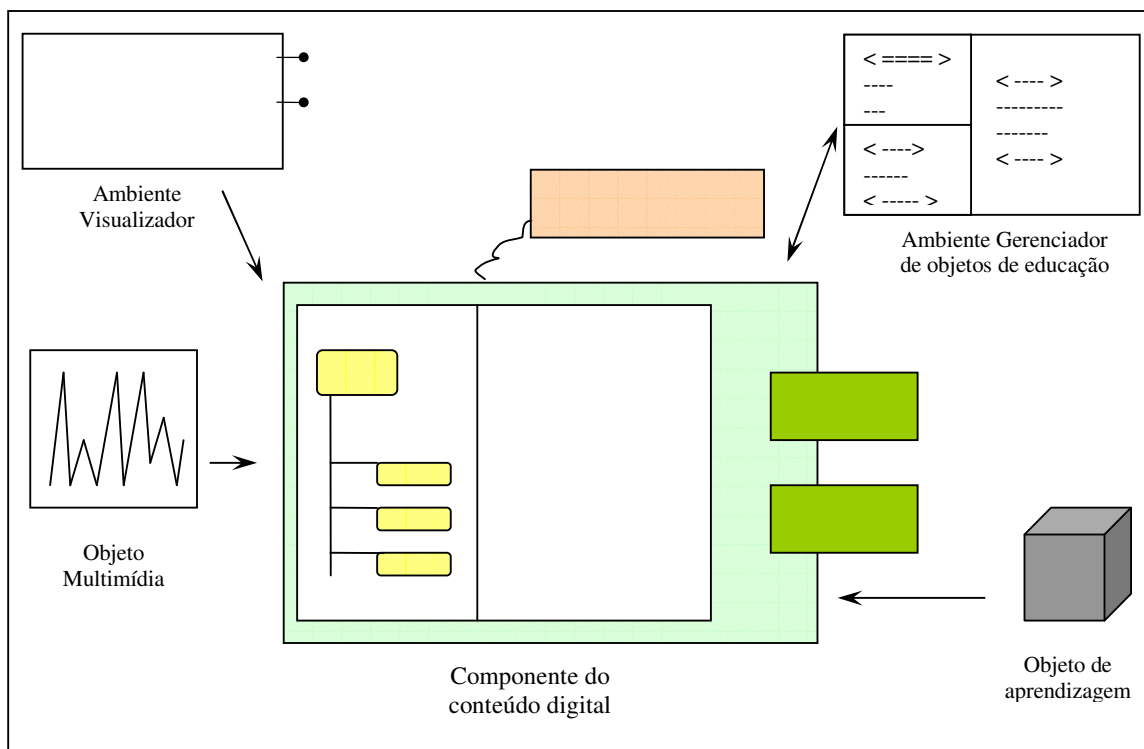 Ambiente
Visualizador
< ==== >
----
---
< ---->
------
< ----- >
< ---- >
---------
-------
< ---- >
Ambiente Gerenciador
de objetos de educação
Objeto
Multimídia
Componente do
conteúdo digital
Objeto de
aprendizagem